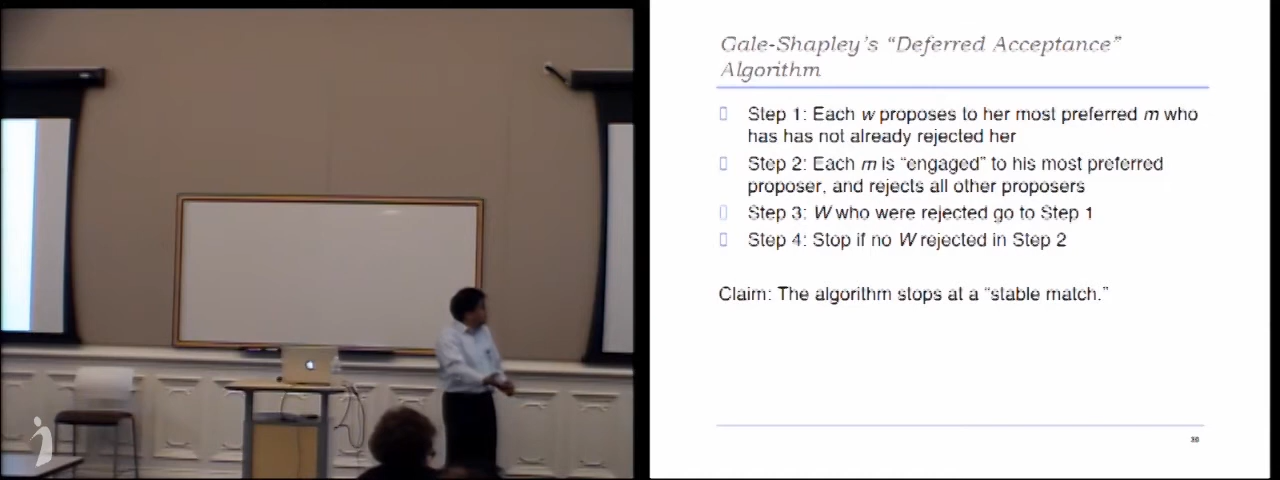 Gale-Shapley's "Deferred Acceptance"
Algorithm
Step 1: Each w proposes to her most preferred m who
has has not already rejected her
Step 2: Each m is "engaged" to his most preferred
proposer, and rejects all other proposers
Step 3: W who were rejected go to Step 1
Step 4: Stop if no W rejected in Step 2
Claim: The algorithm stops at a "stable match."
30